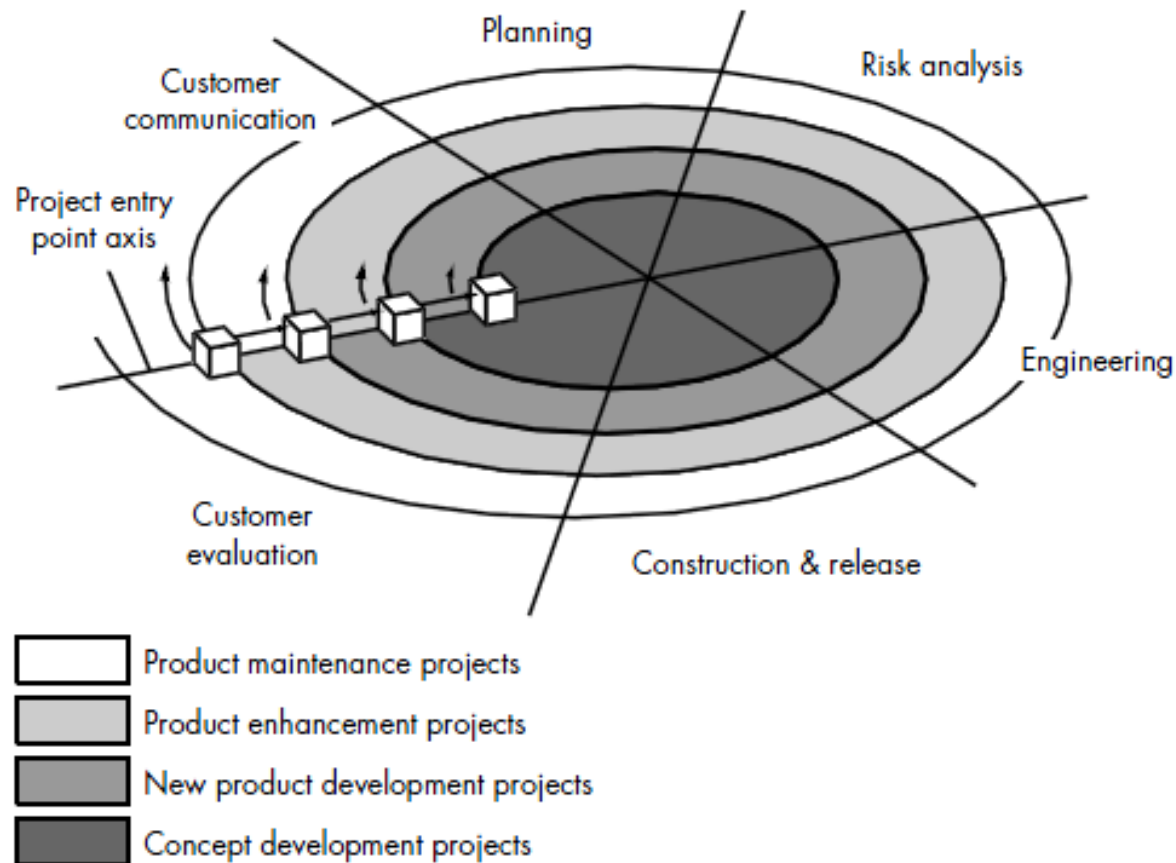 Planning
Risk analysis
Customer
communication
Project entry
point axis
Engineering
Customer
evaluation
Construction & release
Product maintenance projects
Product enhancement projects
New product development projects
Concept development projects